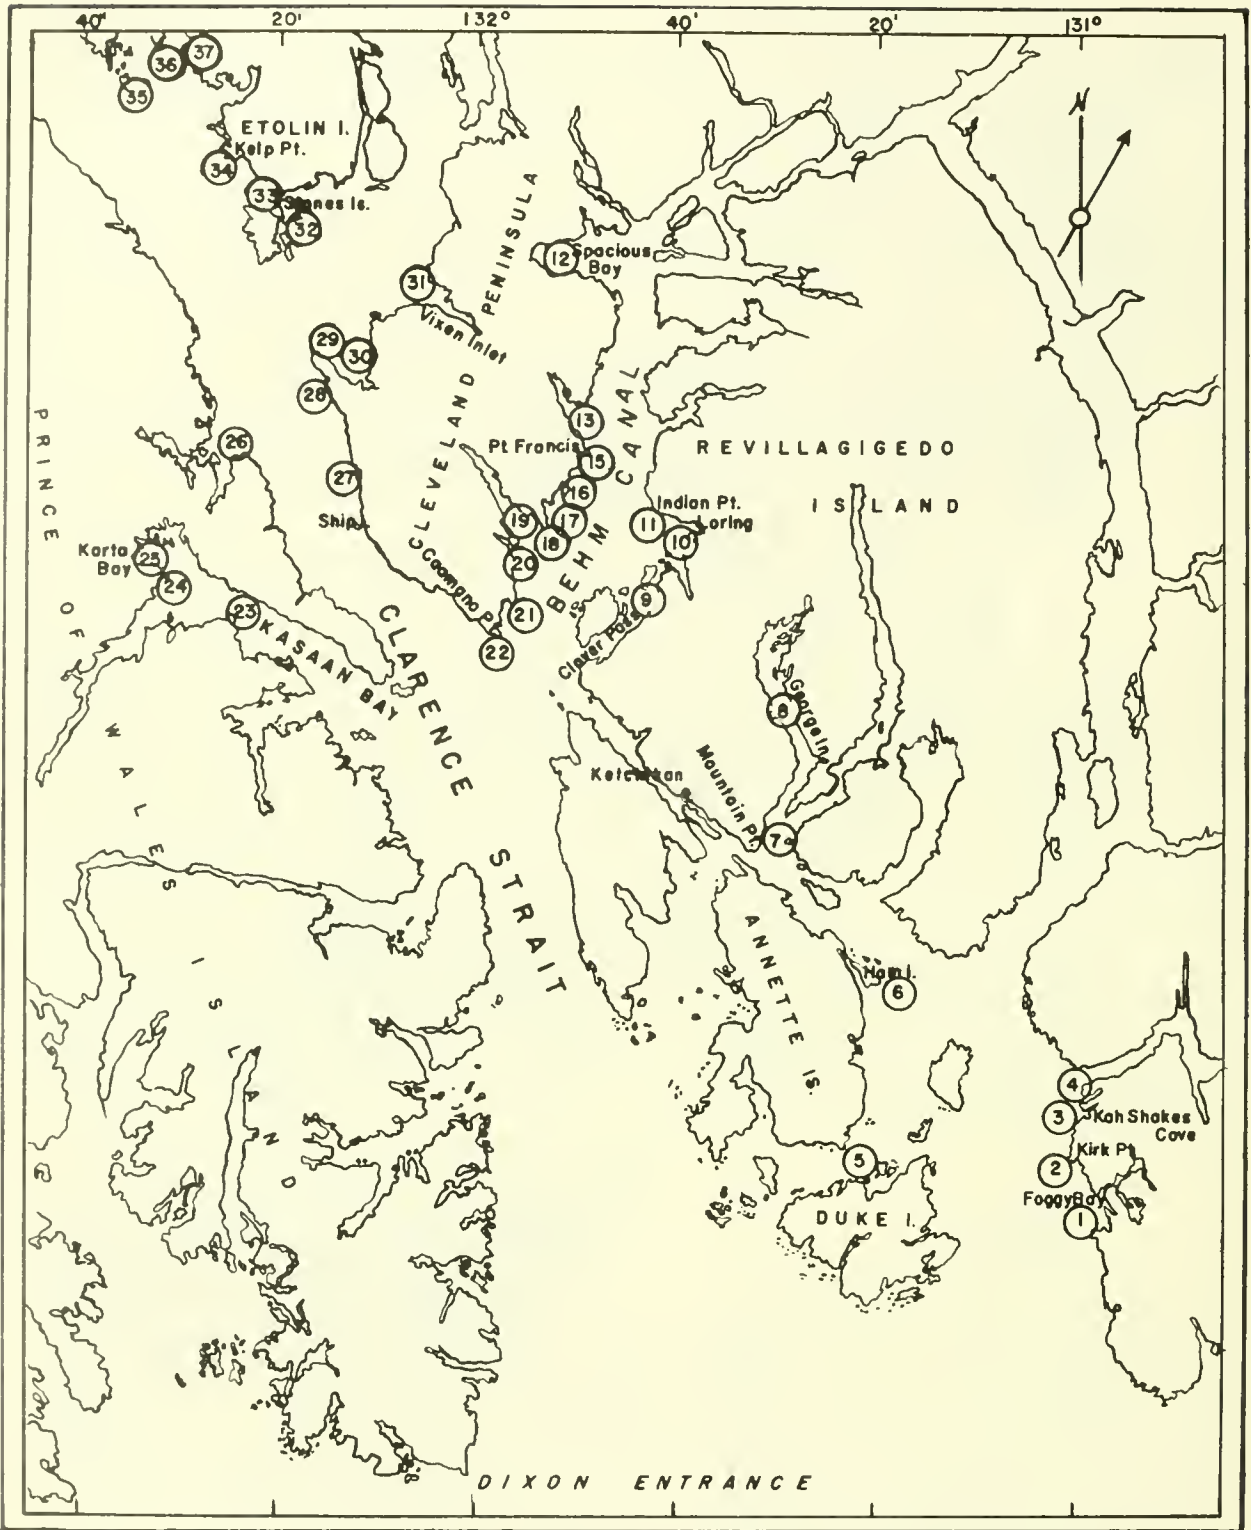 40' 20' 132° 40' 20' 131°
37
36
35
N
ETOLIN I.
Kelp Pt.
34
33
Stones Is.
32
12
Spacious
Bay
31
Vixen Inlet
CLEVELAND PENINSULA
29
30
28
13
26
Pt Francis
15
27
16
Ship
19
17
18
20
BEHM CANAL
REVILLAGIGEDO
ISLAND
Indian Pt.
11
Loring
10
9
Clover Pass
Karta
Bay
25
24
23
KASAAN BAY
Caamano Pt.
21
22
CLARENCE STRAIT
PRINCE OF WALES ISLAND
8
George In.
Ketchikan
Mountain Pt.
7
ANNETTE IS
Ham I.
6
4
3
Kah Shakes
Cove
Kirk Pt.
2
5
Foggy Bay
1
DUKE I.
DIXON ENTRANCE